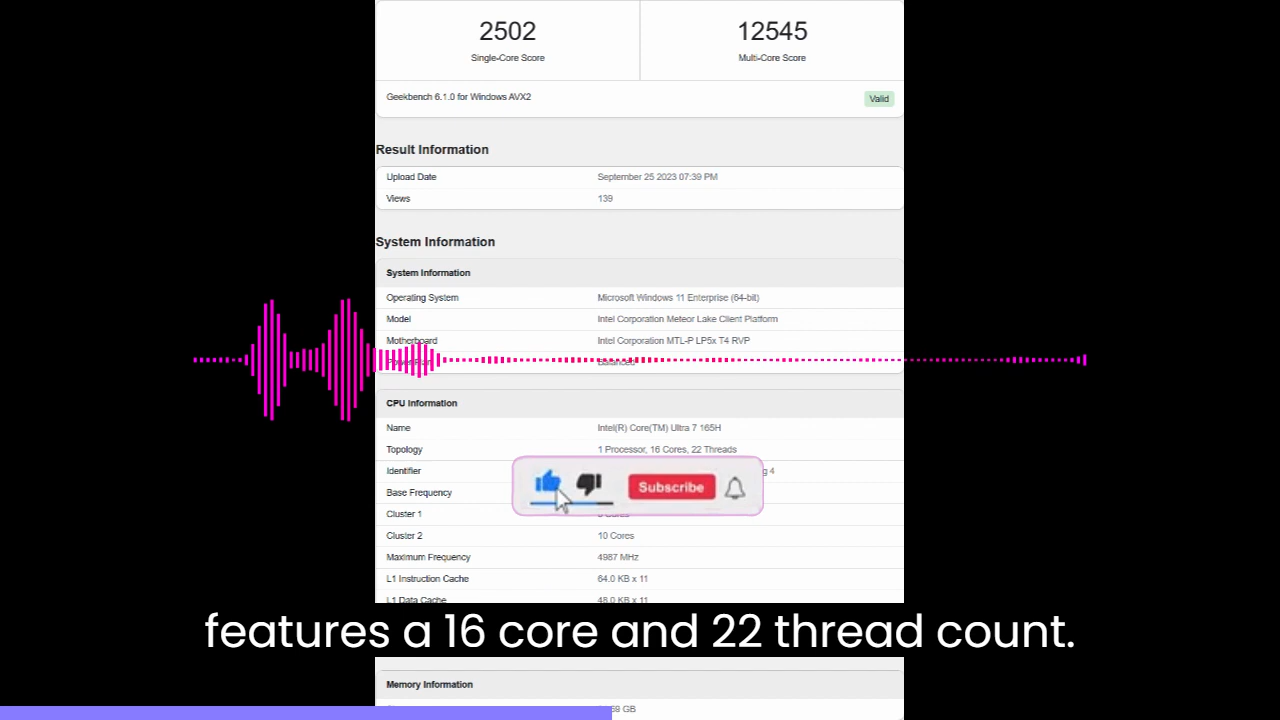 2502
12545
Single-Core Score
Multi-Core Score
Geekbench 6.1.0 for Windows AVX2
Valid
Result Information
Upload Date September 25 2023 07:39 PM
Views 139
System Information
System Information
Operating System Microsoft Windows 11 Enterprise (64-bit)
Model Intel Corporation Meteor Lake Client Platform
Motherboard Intel Corporation MTL-P LP5x T4 RVP
Balanced
CPU Information
Name Intel(R) Core(TM) Ultra 7 165H
Topology 1 Processor, 16 Cores, 22 Threads
Identifier g 4
Base Frequency
Subscribe
Cluster 1 Cores
Cluster 2 10 Cores
Maximum Frequency 4987 MHz
L1 Instruction Cache 64.0 KB x 11
L1 Data Cache 48.0 KB x 11
features a 16 core and 22 thread count.
Memory Information
GB